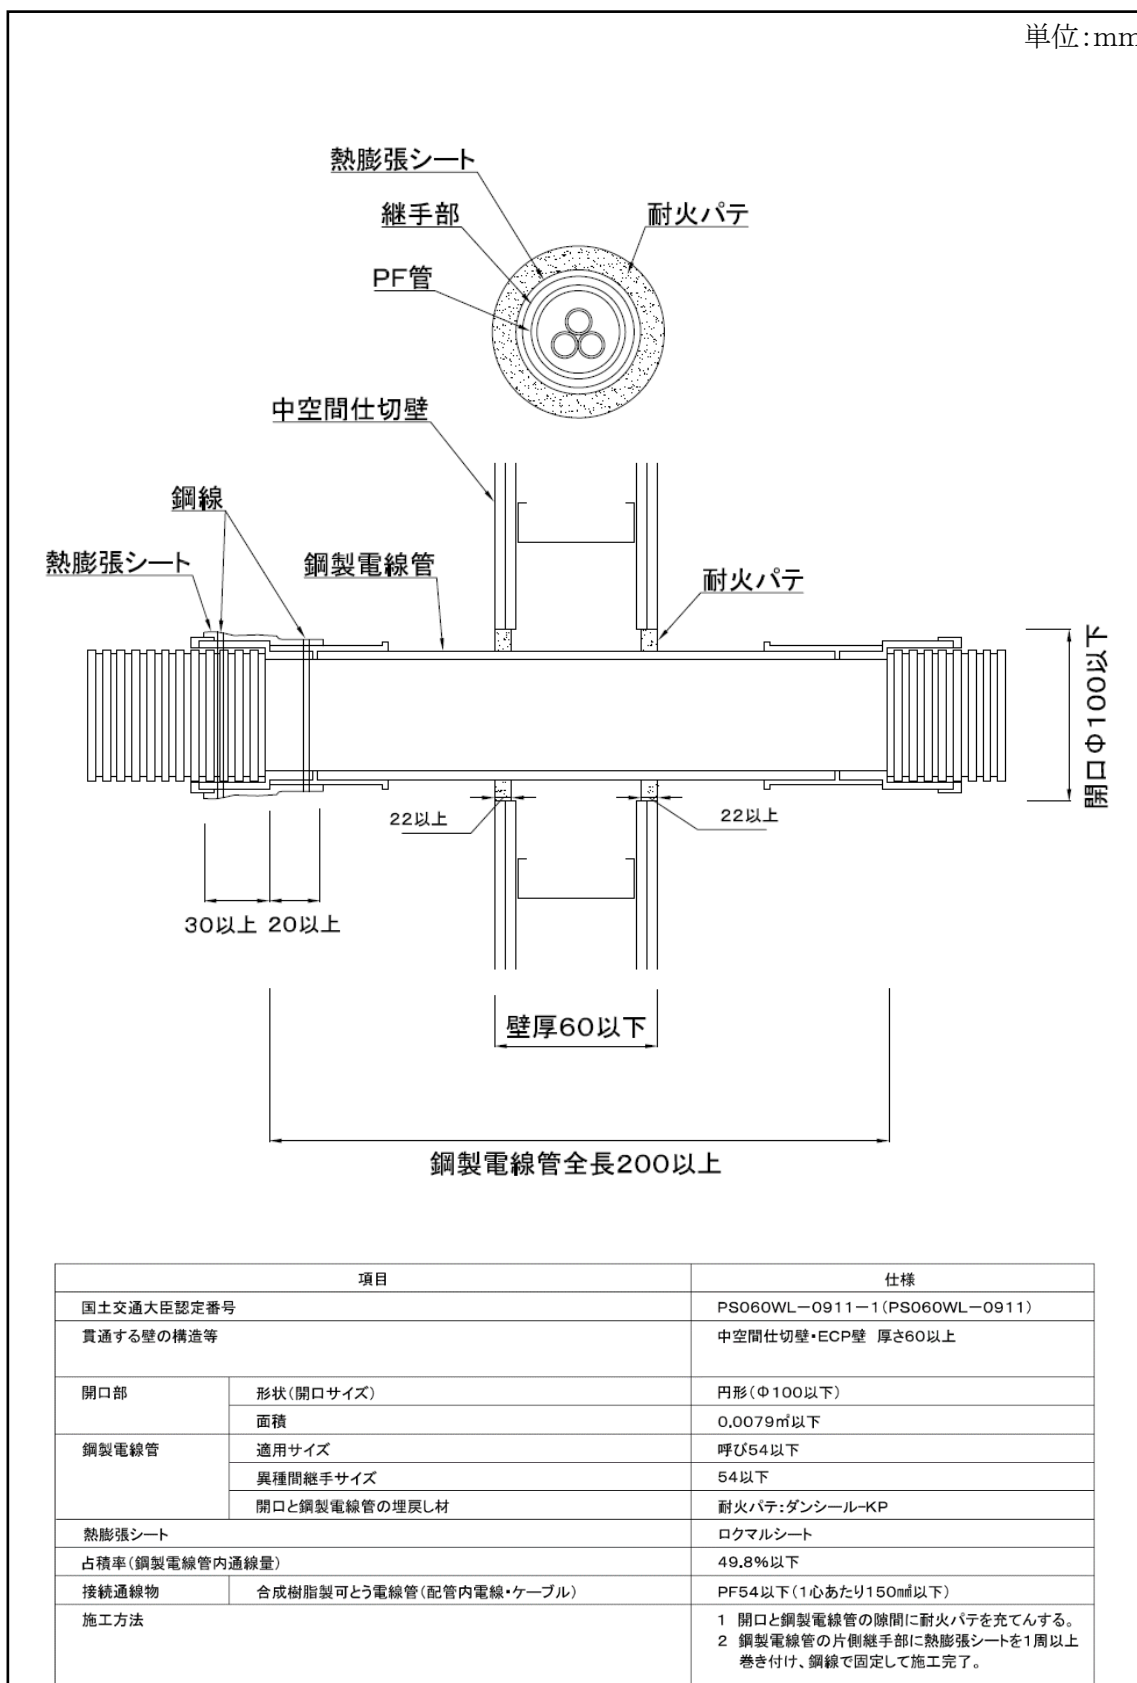 単位:mm
熱膨張シート
継手部
耐火パテ
PF管
中空間仕切壁
鋼線
熱膨張シート
鋼製電線管
耐火パテ
開口Φ100以下
22以上
22以上
30以上 20以上
壁厚60以下
鋼製電線管全長200以上
項目 仕様
国土交通大臣認定番号 PS060WL-0911-1(PS060WL-0911)
貫通する壁の構造等 中空間仕切壁・ECP壁 厚さ60以上
開口部 形状(開口サイズ) 円形(Φ100以下)
面積 0.0079㎡以下
鋼製電線管 適用サイズ 呼び54以下
異種間継手サイズ 54以下
開口と鋼製電線管の埋戻し材 耐火パテ:ダンシール-KP
熱膨張シート ロクマルシート
占積率(鋼製電線管内通線量) 49.8%以下
接続通線物 合成樹脂製可とう電線管(配管内電線・ケーブル) PF54以下(1心あたり150㎟以下)
施工方法 1 開口と鋼製電線管の隙間に耐火パテを充てんする。
2 鋼製電線管の片側継手部に熱膨張シートを1周以上
巻き付け、鋼線で固定して施工完了。